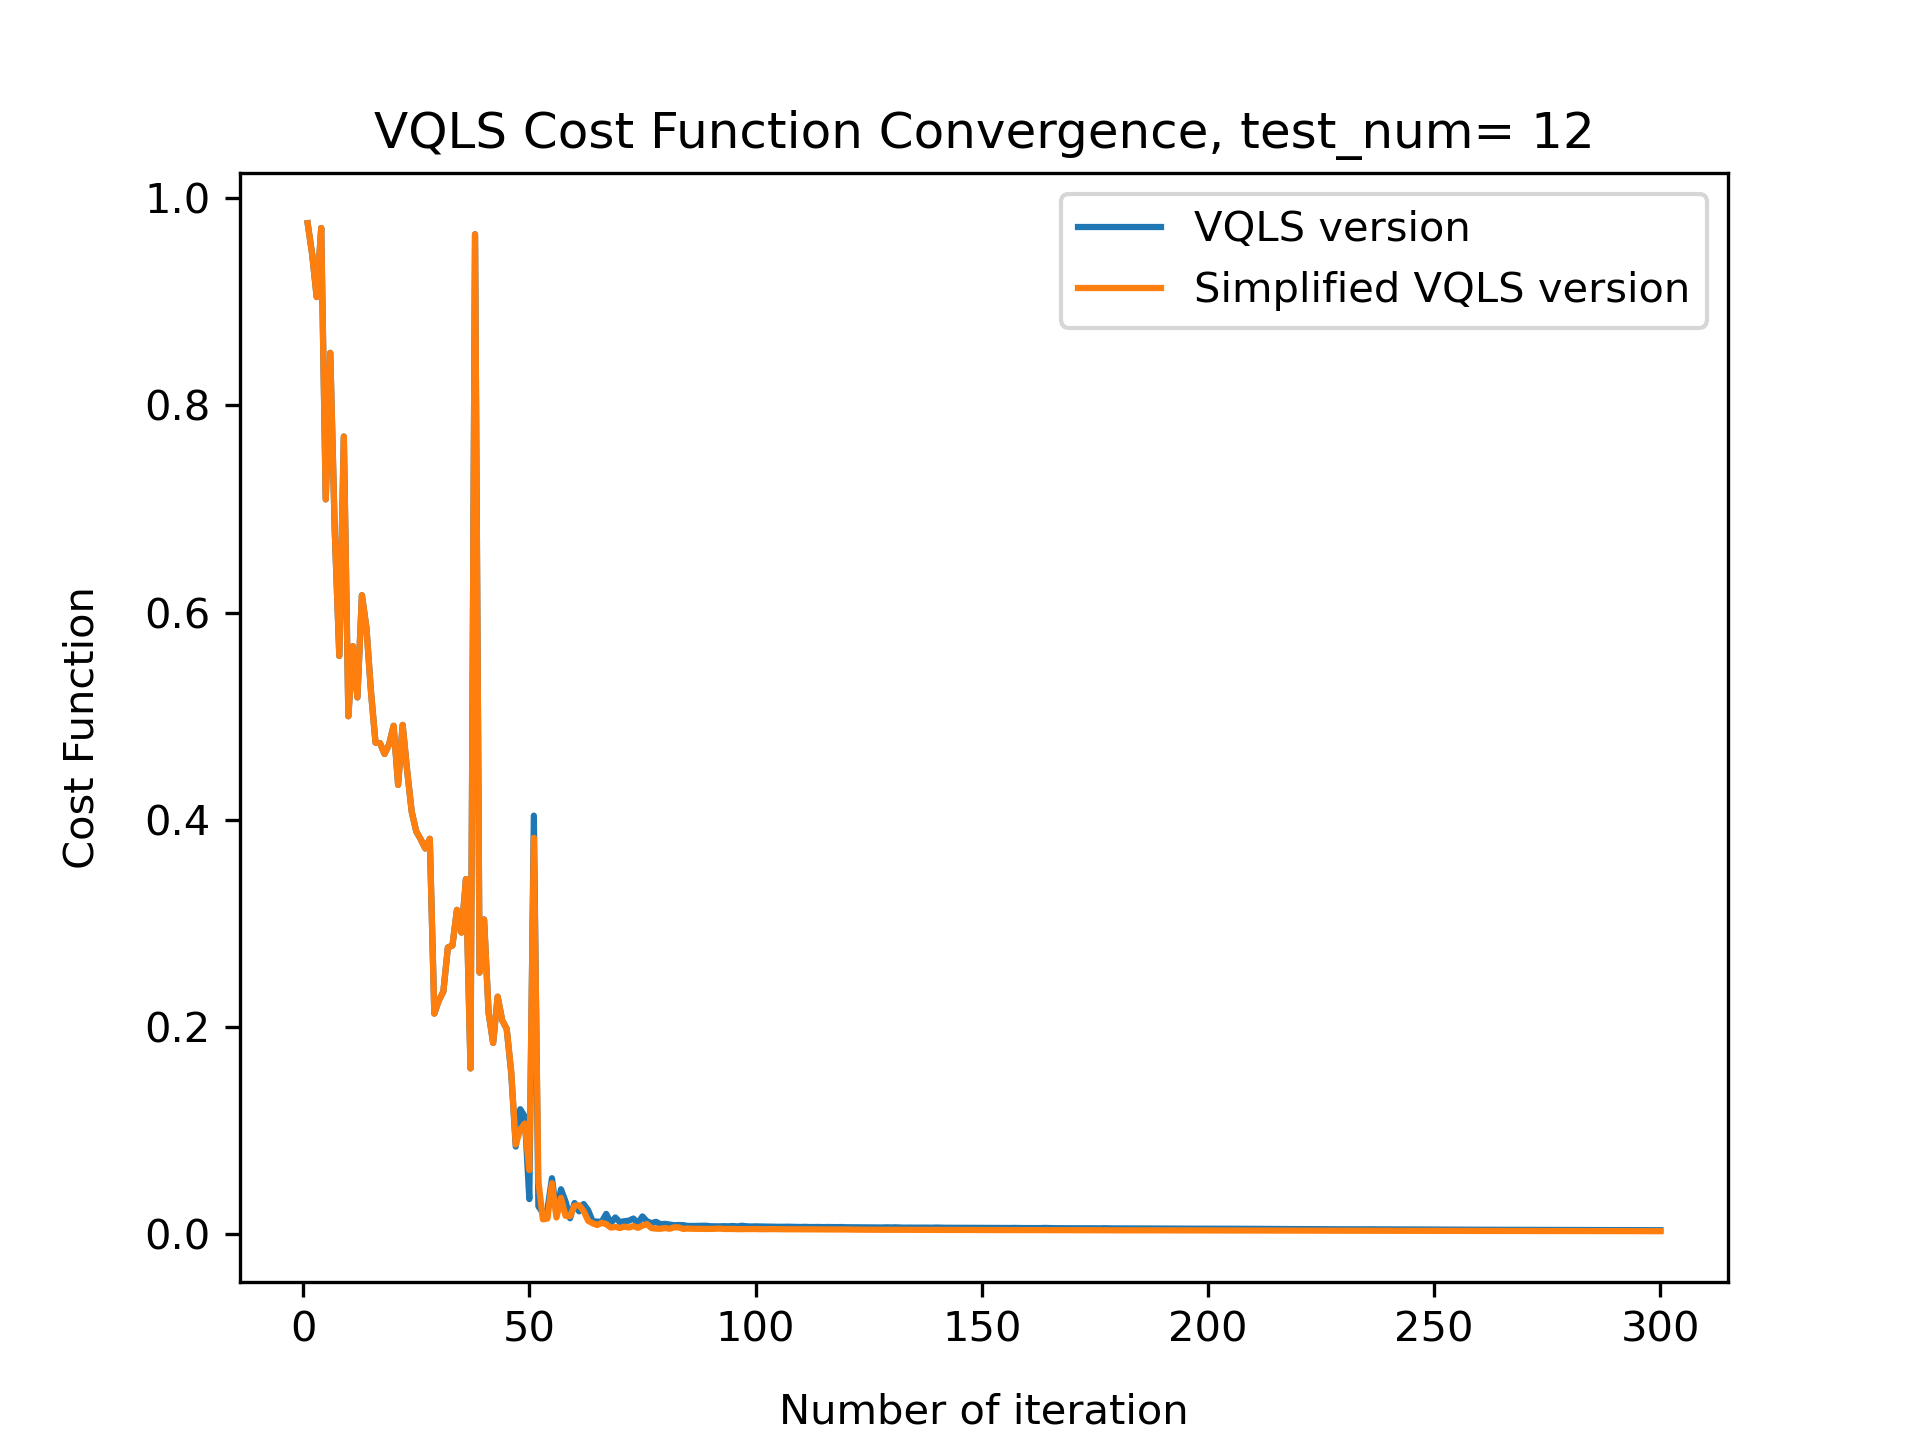 VQLS Cost Function Convergence, test_num= 12
VQLS version
Simplified VQLS version
1.0
0.8
0.6
0.4
0.2
0.0
Cost Function
0 50 100 150 200 250 300
Number of iteration